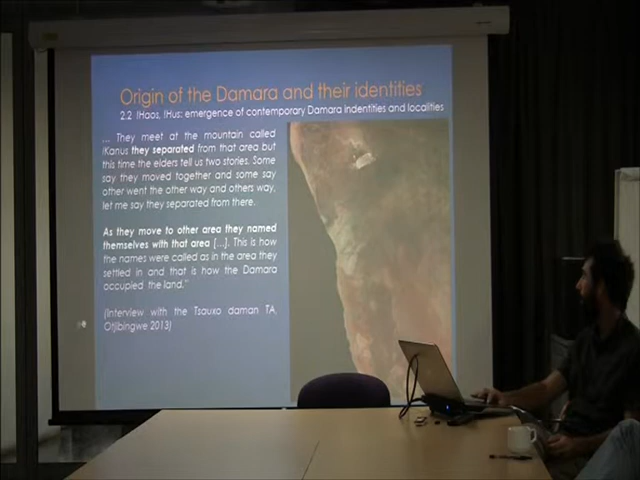 Origin of the Damara and their identities
2.2 !Haos, !Hus: emergence of contemporary Damara indentities and localities
... They meet at the mountain called
!Kanus they separated from that area but
this time the elders tell us two stories. Some
say they moved together and some say
other went the other way and others way,
let me say they separated from there.
As they move to other area they named
themselves with that area [...]. This is how
the names were called as in the area they
settled in and that is how the Damara
occupied the land."
(Interview with the Tsauxo daman TA,
Otjibingwe 2013)